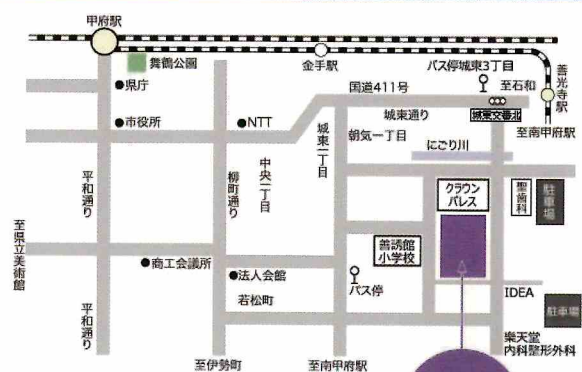 甲府駅
舞鶴公園
金手駅
バス停城東3丁目
善光寺駅
県庁
国道411号
至石和
市役所
NTT
城東通り
城東交番北
至南甲府駅
朝気一丁目
にごり川
城東一丁目
中央一丁目
柳町通り
平和通り
クラウン
パレス
聖歯科
駐車場
至県立美術館
善誘館
小学校
商工会議所
法人会館
バス停
若松町
IDEA
駐車場
平和通り
樂天堂
内科整形外科
至伊勢町
至南甲府駅